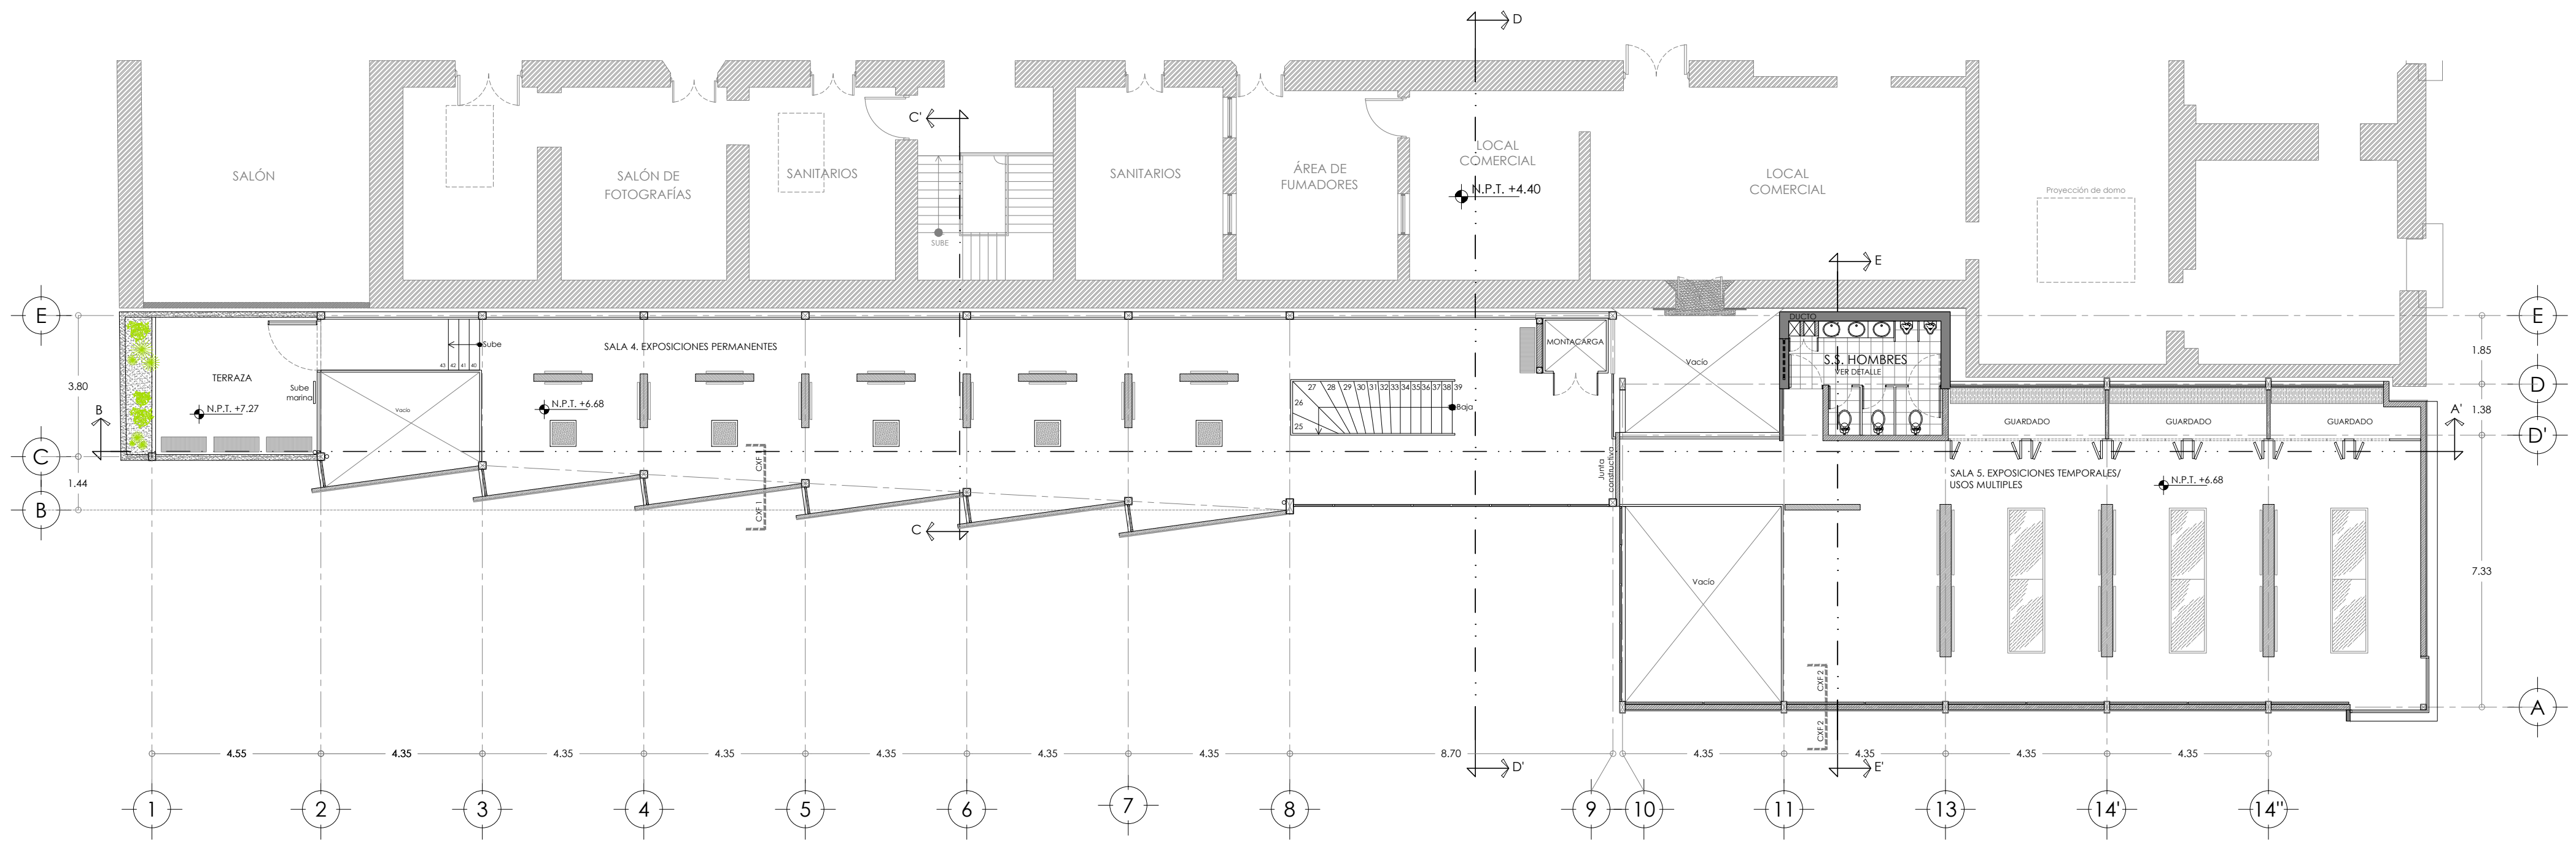 D
C'
SALÓN
SALÓN DE
FOTOGRAFÍAS
SANITARIOS
SUBE
SANITARIOS
ÁREA DE
FUMADORES
LOCAL
COMERCIAL
N.P.T. +4.40
LOCAL
COMERCIAL
Proyección de domo
E
E
E
DUCTO
S.S. HOMBRES
VER DETALLE
MONTACARGA
Vacío
Sube
SALA 4. EXPOSICIONES PERMANENTES
43 42 41 40
TERRAZA
Sube
marina
N.P.T. +7.27
Vacío
N.P.T. +6.68
27 28 29 30 31 32 33 34 35 36 37 38 39
26
25
Baja
3.80
1.44
1.85
D
1.38
D'
GUARDADO
GUARDADO
GUARDADO
B
A'
C
B
CXF 1
CXF 1
C
Junta
constructiva
SALA 5. EXPOSICIONES TEMPORALES/
USOS MULTIPLES
N.P.T. +6.68
Vacío
7.33
CXF 2
CXF 2
A
4.55
4.35
4.35
4.35
4.35
4.35
4.35
8.70
4.35
4.35
4.35
4.35
D'
E'
1
2
3
4
5
6
7
8
9
10
11
13
14'
14"